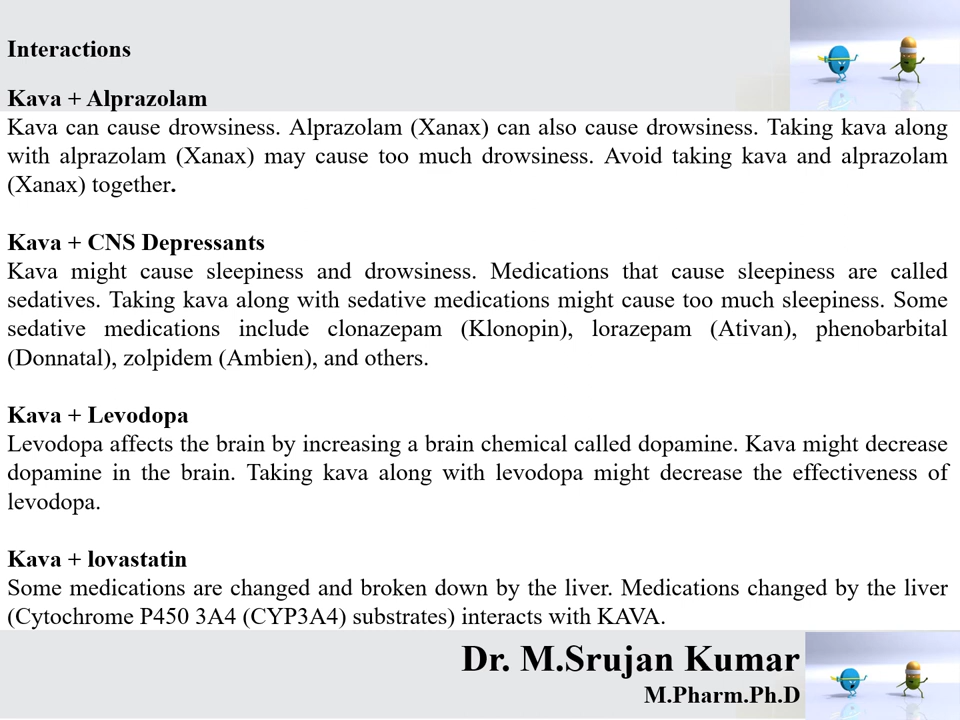 Interactions
Kava + Alprazolam
Kava can cause drowsiness. Alprazolam (Xanax) can also cause drowsiness. Taking kava along
with alprazolam (Xanax) may cause too much drowsiness. Avoid taking kava and alprazolam
(Xanax) together.
Kava + CNS Depressants
Kava might cause sleepiness and drowsiness. Medications that cause sleepiness are called
sedatives. Taking kava along with sedative medications might cause too much sleepiness. Some
sedative medications include clonazepam (Klonopin), lorazepam (Ativan), phenobarbital
(Donnatal), zolpidem (Ambien), and others.
Kava + Levodopa
Levodopa affects the brain by increasing a brain chemical called dopamine. Kava might decrease
dopamine in the brain. Taking kava along with levodopa might decrease the effectiveness of
levodopa.
Kava + lovastatin
Some medications are changed and broken down by the liver. Medications changed by the liver
(Cytochrome P450 3A4 (CYP3A4) substrates) interacts with KAVA.
Dr. M.Srujan Kumar
M.Pharm.Ph.D